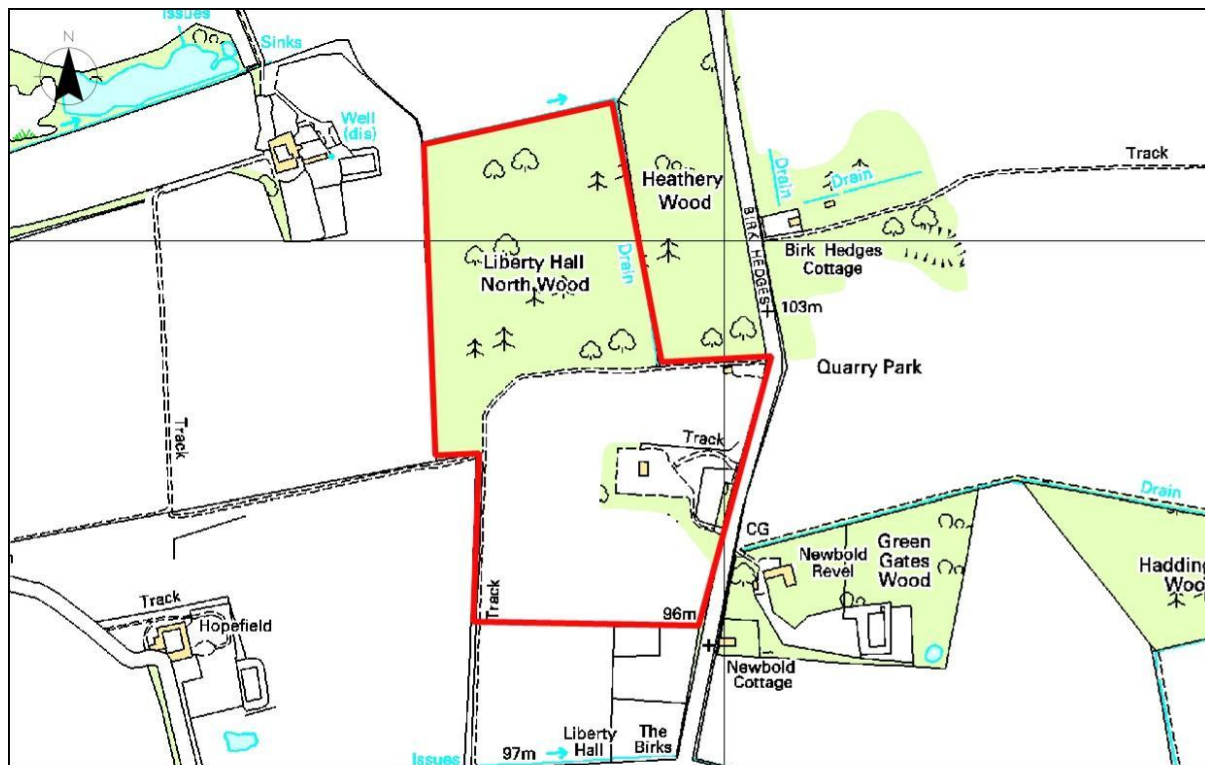 Issues
N
Sinks
Well
(dis)
Heathery
Wood
Drain
Drain
Track
BIRK HEDGES
Birk Hedges
Cottage
Liberty Hall
North Wood
Drain
103m
Quarry Park
Track
Track
CG
Newbold
Revel
Green
Gates
Wood
Drain
Hadding
Wo
Track
Track
96m
Hopefield
Newbold
Cottage
Liberty
Hall
The
Birks
97m
Issues